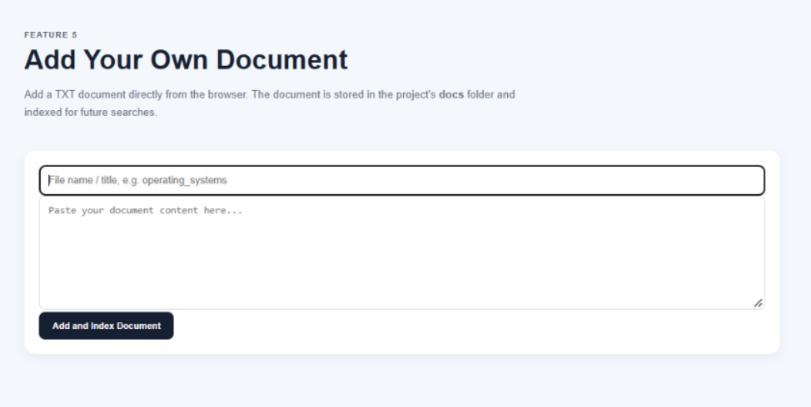 FEATURE 5
Add Your Own Document
Add a TXT document directly from the browser. The document is stored in the project's docs folder and
indexed for future searches.
File name / title, e.g. operating_systems
Paste your document content here...
Add and Index Document